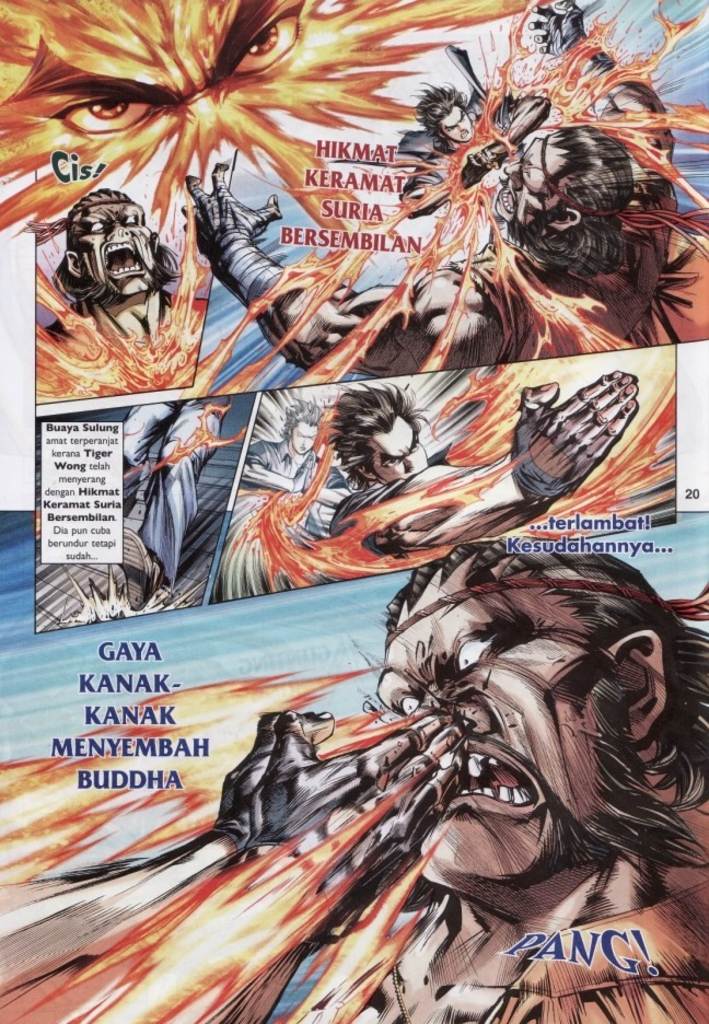 Cis!
HIKMAT
KERAMAT
SURIA
BERSEMBILAN
Buaya Sulung
amat terperanjat
kerana Tiger
Wong telah
menyerang
dengan Hikmat
Keramat Suria
Bersembilan.
Dia pun cuba
berundur tetapi
sudah...
20
...terlambat!
Kesudahannya...
GAYA
KANAK-
KANAK
MENYEMBAH
BUDDHA
PANG!